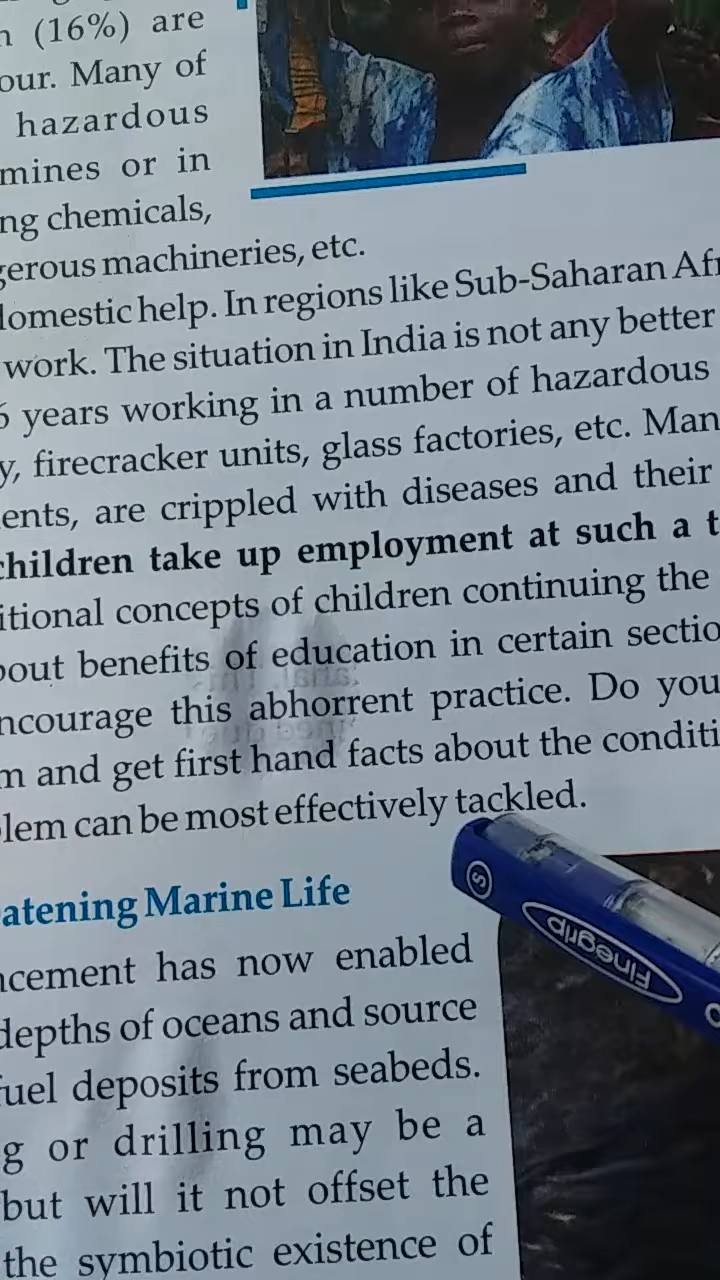 (16%) are
our. Many of
hazardous
mines or in
ng chemicals,
gerous machineries, etc.
domestic help. In regions like Sub-Saharan Afr
work. The situation in India is not any better
years working in a number of hazardous
y, firecracker units, glass factories, etc. Man
ents, are crippled with diseases and their
children take up employment at such a t
itional concepts of children continuing the
bout benefits of education in certain sectio
ncourage this abhorrent practice. Do you
m and get first hand facts about the conditi
blem can be most effectively tackled.
atening Marine Life
ncement has now enabled
depths of oceans and source
fuel deposits from seabeds.
g or drilling may be a
but will it not offset the
the symbiotic existence of
S
Finegrip